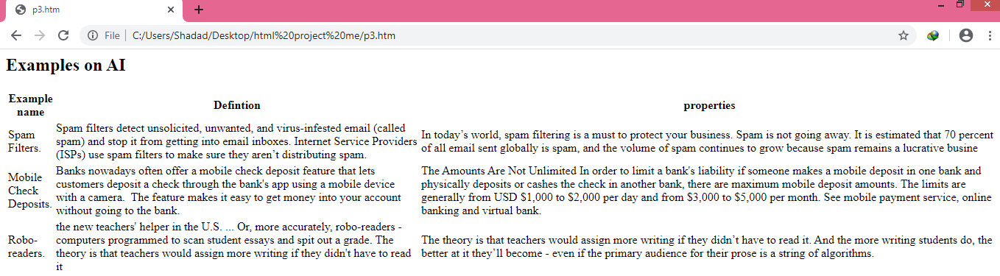 p3.htm
File
C:/Users/Shadad/Desktop/html%20project%20me/p3.htm
Examples on AI
Example
name
Defintion
properties
Spam
Filters.
Spam filters detect unsolicited, unwanted, and virus-infested email (called
spam) and stop it from getting into email inboxes. Internet Service Providers
(ISPs) use spam filters to make sure they aren’t distributing spam.
In today’s world, spam filtering is a must to protect your business. Spam is not going away. It is estimated that 70 percent
of all email sent globally is spam, and the volume of spam continues to grow because spam remains a lucrative busine
Mobile
Check
Deposits.
Banks nowadays often offer a mobile check deposit feature that lets
customers deposit a check through the bank's app using a mobile device
with a camera.  The feature makes it easy to get money into your account
without going to the bank.
The Amounts Are Not Unlimited In order to limit a bank's liability if someone makes a mobile deposit in one bank and
physically deposits or cashes the check in another bank, there are maximum mobile deposit amounts. The limits are
generally from USD $1,000 to $2,000 per day and from $3,000 to $5,000 per month. See mobile payment service, online
banking and virtual bank.
Robo-
readers.
the new teachers' helper in the U.S. ... Or, more accurately, robo-readers -
computers programmed to scan student essays and spit out a grade. The
theory is that teachers would assign more writing if they didn't have to read
it
The theory is that teachers would assign more writing if they didn’t have to read it. And the more writing students do, the
better at it they’ll become - even if the primary audience for their prose is a string of algorithms.